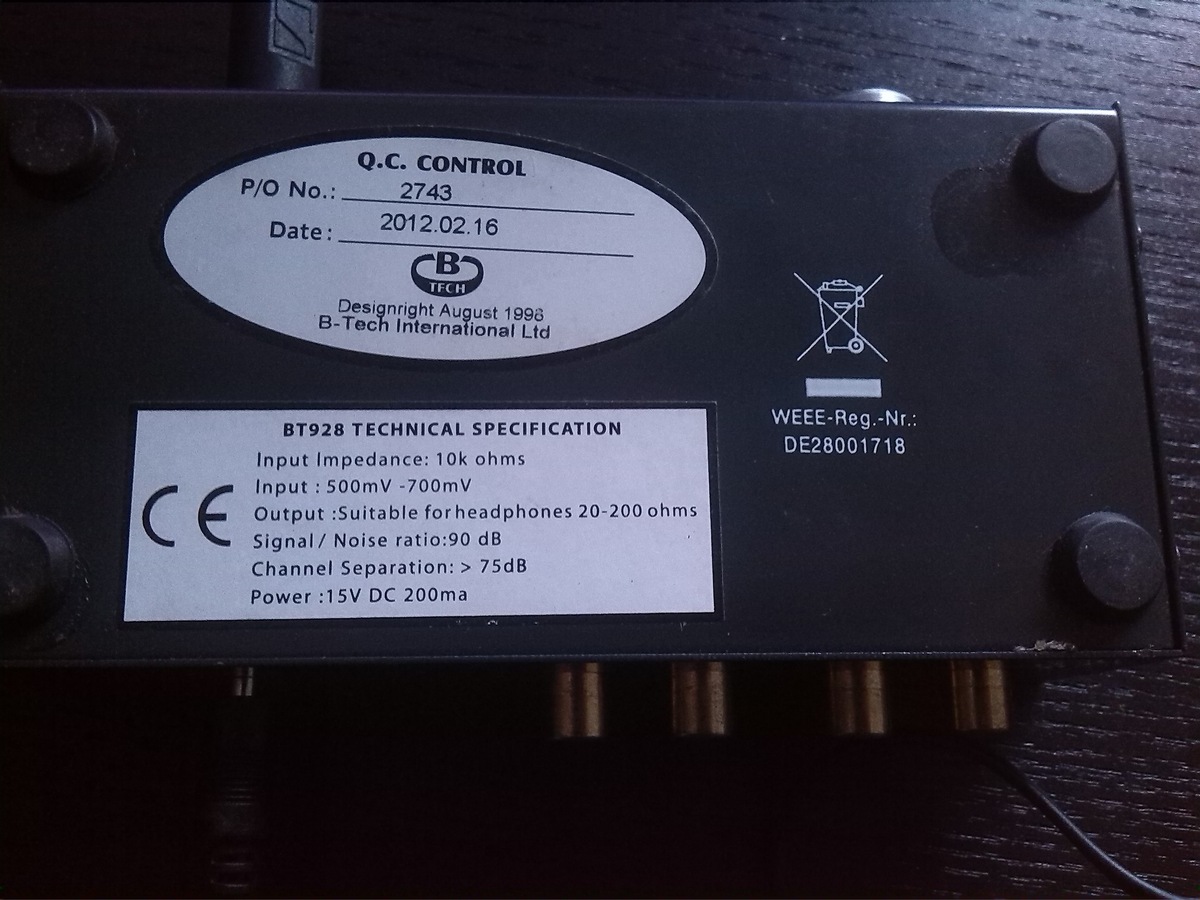 Q.C. CONTROL
P/O No.: 2743
Date: 2012.02.16
B
TECH
Designright August 1998
B-Tech International Ltd
WEEE-Reg.-Nr.:
DE28001718
BT928 TECHNICAL SPECIFICATION
Input Impedance: 10k ohms
Input : 500mV -700mV
Output :Suitable for headphones 20-200 ohms
Signal/ Noise ratio:90 dB
Channel Separation: > 75dB
Power :15V DC 200ma
CE